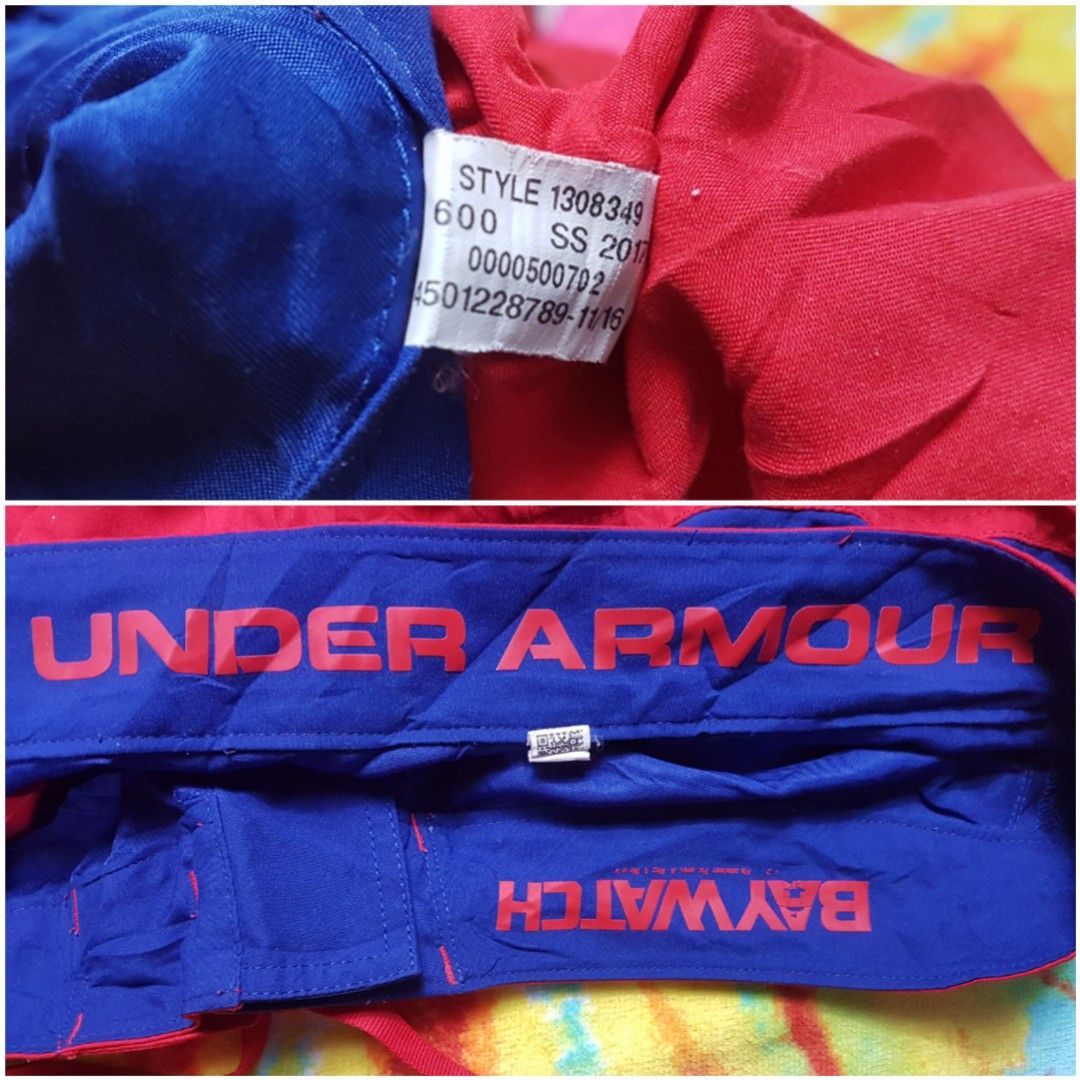 STYLE 1308349
600 SS 2017
0000500702
4501228789-11/16
UNDER ARMOUR
BAYWATCH